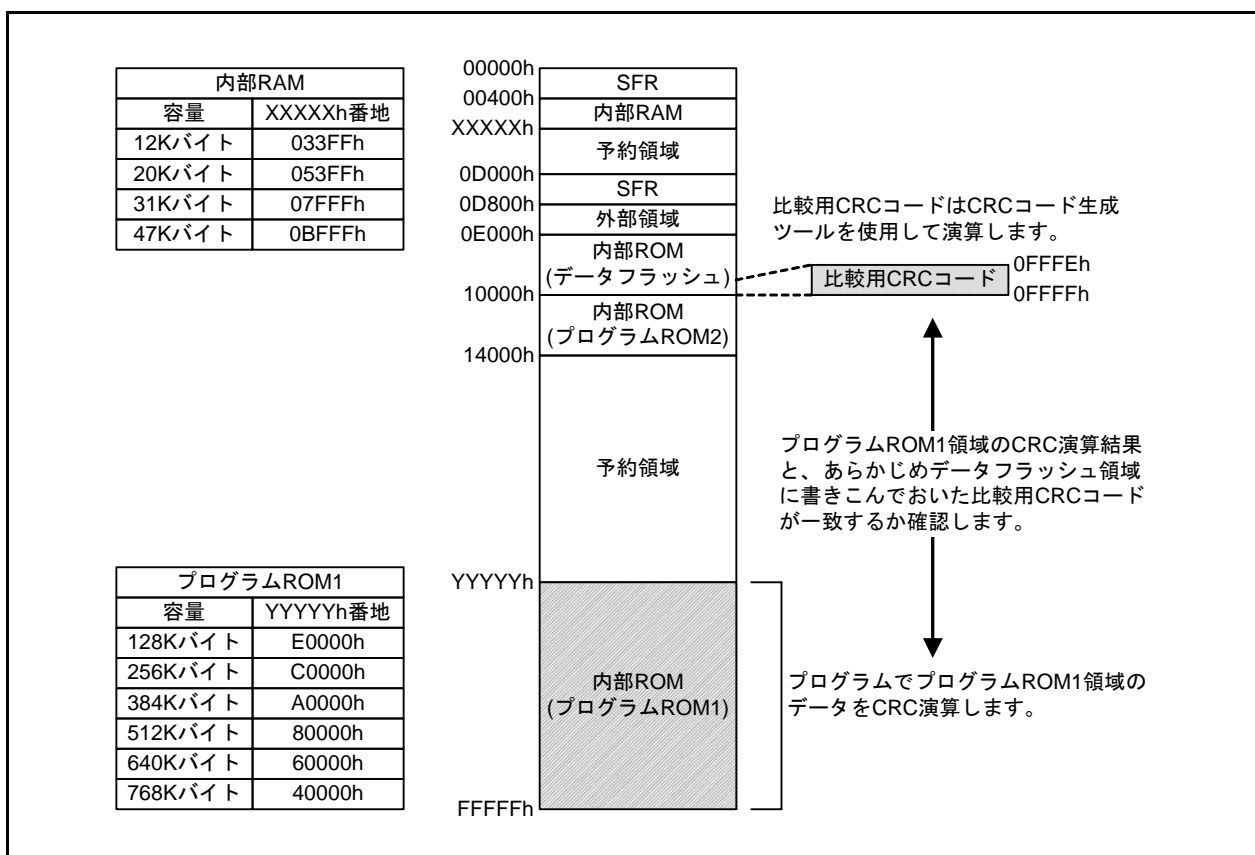 内部RAM
容量 XXXXXh番地
12Kバイト 033FFh
20Kバイト 053FFh
31Kバイト 07FFFh
47Kバイト 0BFFFh
00000h
SFR
00400h
内部RAM
XXXXXh
予約領域
0D000h
SFR
0D800h
外部領域
0E000h
内部ROM
(データフラッシュ)
10000h
内部ROM
(プログラムROM2)
14000h
予約領域
YYYYYh
内部ROM
(プログラムROM1)
FFFFFh
比較用CRCコードはCRCコード生成
ツールを使用して演算します。
比較用CRCコード
0FFFEh
0FFFFh
プログラムROM1領域のCRC演算結果
と、あらかじめデータフラッシュ領域
に書きこんでおいた比較用CRCコード
が一致するか確認します。
プログラムでプログラムROM1領域の
データをCRC演算します。
プログラムROM1
容量 YYYYYh番地
128Kバイト E0000h
256Kバイト C0000h
384Kバイト A0000h
512Kバイト 80000h
640Kバイト 60000h
768Kバイト 40000h